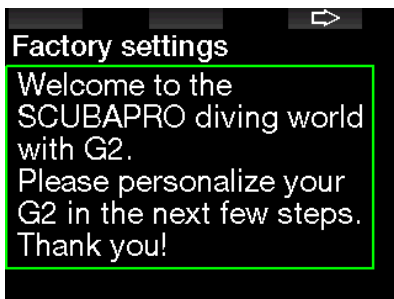 Factory settings
Welcome to the
SCUBAPRO diving world
with G2.
Please personalize your
G2 in the next few steps.
Thank you!